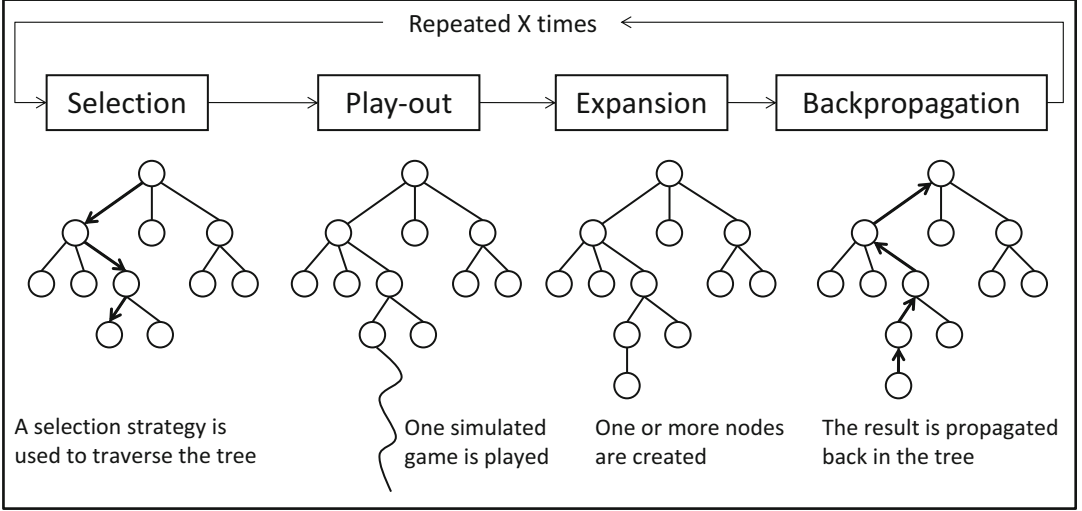 Repeated X times
Selection
Play-out
Expansion
Backpropagation
A selection strategy is
used to traverse the tree
One simulated
game is played
One or more nodes
are created
The result is propagated
back in the tree